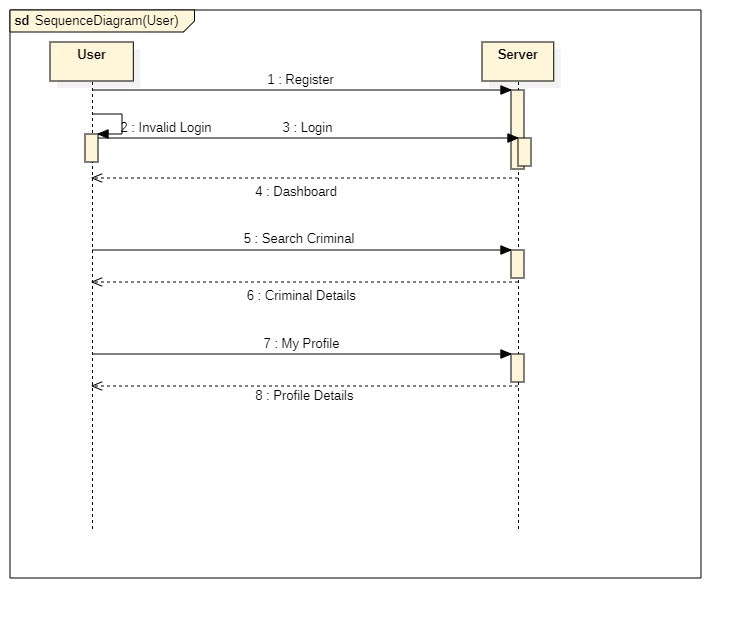 sd SequenceDiagram(User)
User
Server
1 : Register
2 : Invalid Login
3 : Login
4 : Dashboard
5 : Search Criminal
6 : Criminal Details
7 : My Profile
8 : Profile Details